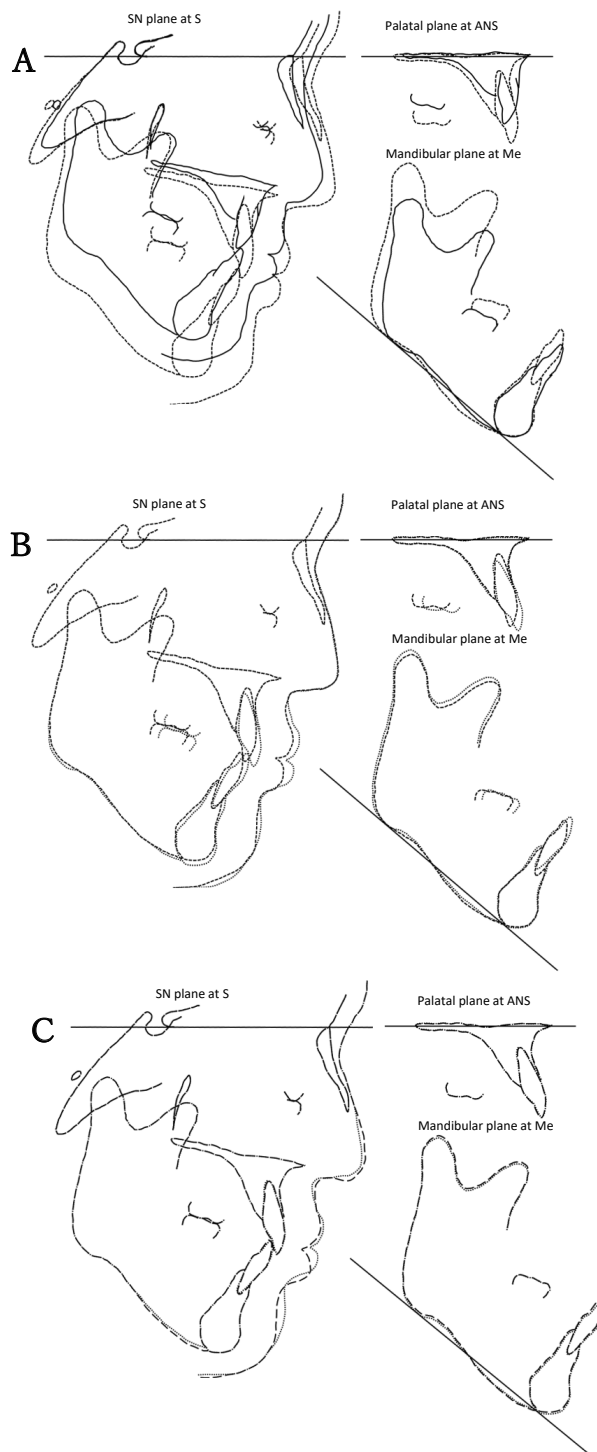 SN plane at S
Palatal plane at ANS
A
Mandibular plane at Me
SN plane at S
Palatal plane at ANS
B
Mandibular plane at Me
SN plane at S
Palatal plane at ANS
C
Mandibular plane at Me